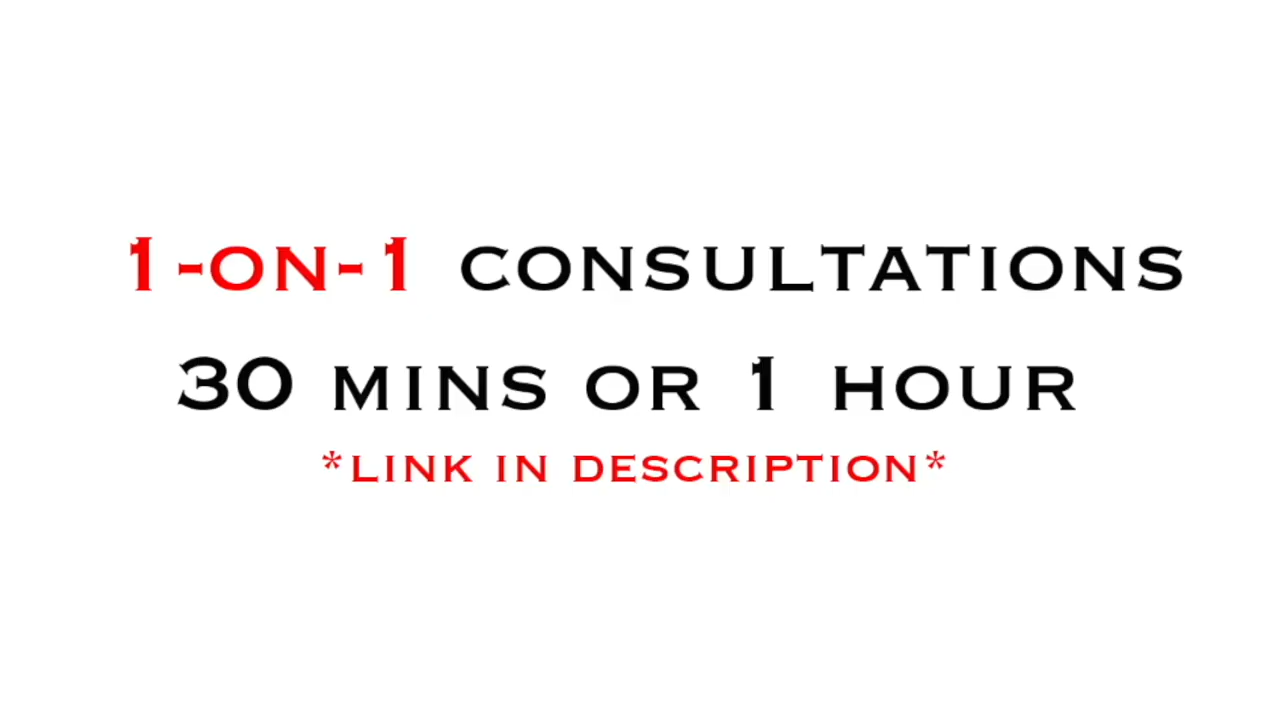 1-ON-1 CONSULTATIONS
30 MINS OR 1 HOUR
*LINK IN DESCRIPTION*